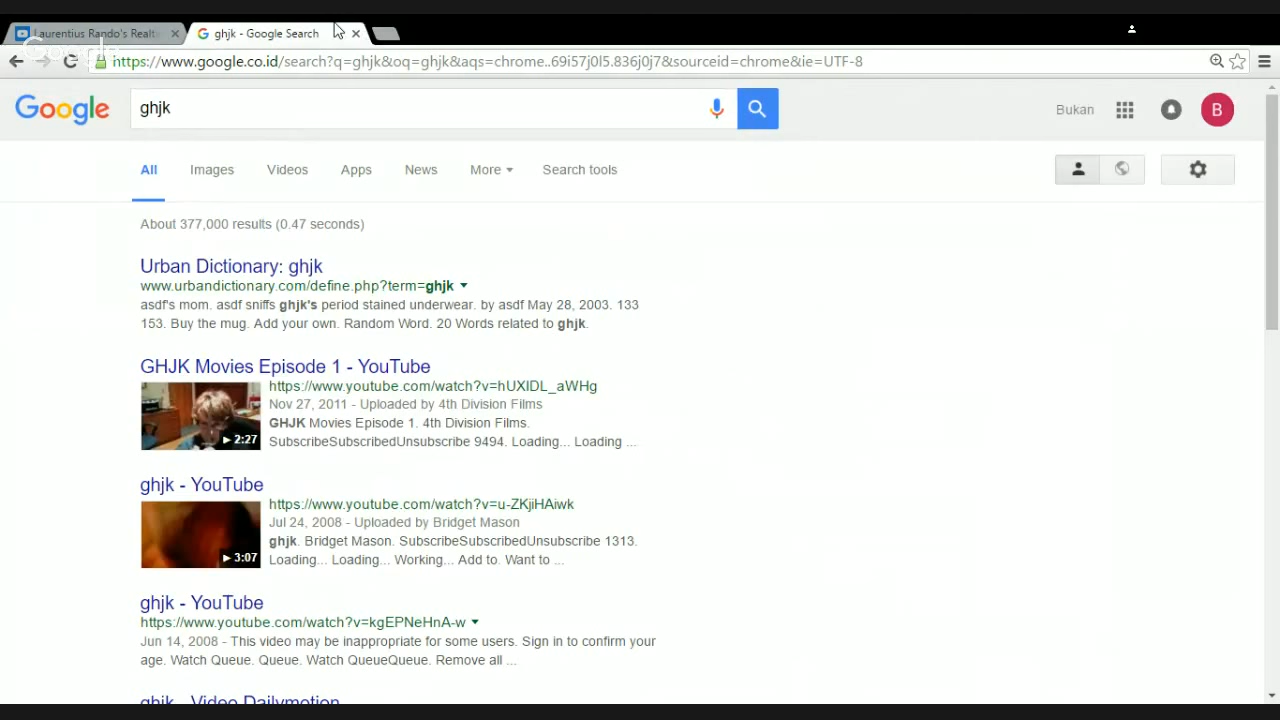 Laurentius Rando's Realt
ghjk - Google Search
Google
https://www.google.co.id/search?q=ghjk&oq=ghjk&aqs=chrome..69i57j0l5.836j0j7&sourceid=chrome&ie=UTF-8
Google
ghjk
Bukan
B
All
Images
Videos
Apps
News
More
Search tools
About 377,000 results (0.47 seconds)
Urban Dictionary: ghjk
www.urbandictionary.com/define.php?term=ghjk
asdf's mom. asdf sniffs ghjk's period stained underwear. by asdf May 28, 2003. 133
153. Buy the mug. Add your own. Random Word. 20 Words related to ghjk.
GHJK Movies Episode 1 - YouTube
https://www.youtube.com/watch?v=hUXIDL_aWHg
Nov 27, 2011 - Uploaded by 4th Division Films
GHJK Movies Episode 1. 4th Division Films.
SubscribeSubscribedUnsubscribe 9494. Loading... Loading ...
2:27
ghjk - YouTube
https://www.youtube.com/watch?v=u-ZKjiHAiwk
Jul 24, 2008 - Uploaded by Bridget Mason
ghjk. Bridget Mason. SubscribeSubscribedUnsubscribe 1313.
Loading... Loading... Working... Add to. Want to ...
3:07
ghjk - YouTube
https://www.youtube.com/watch?v=kgEPNeHnA-w
Jun 14, 2008 - This video may be inappropriate for some users. Sign in to confirm your
age. Watch Queue. Queue. Watch QueueQueue. Remove all ...
ghjk - Video Dailymotion